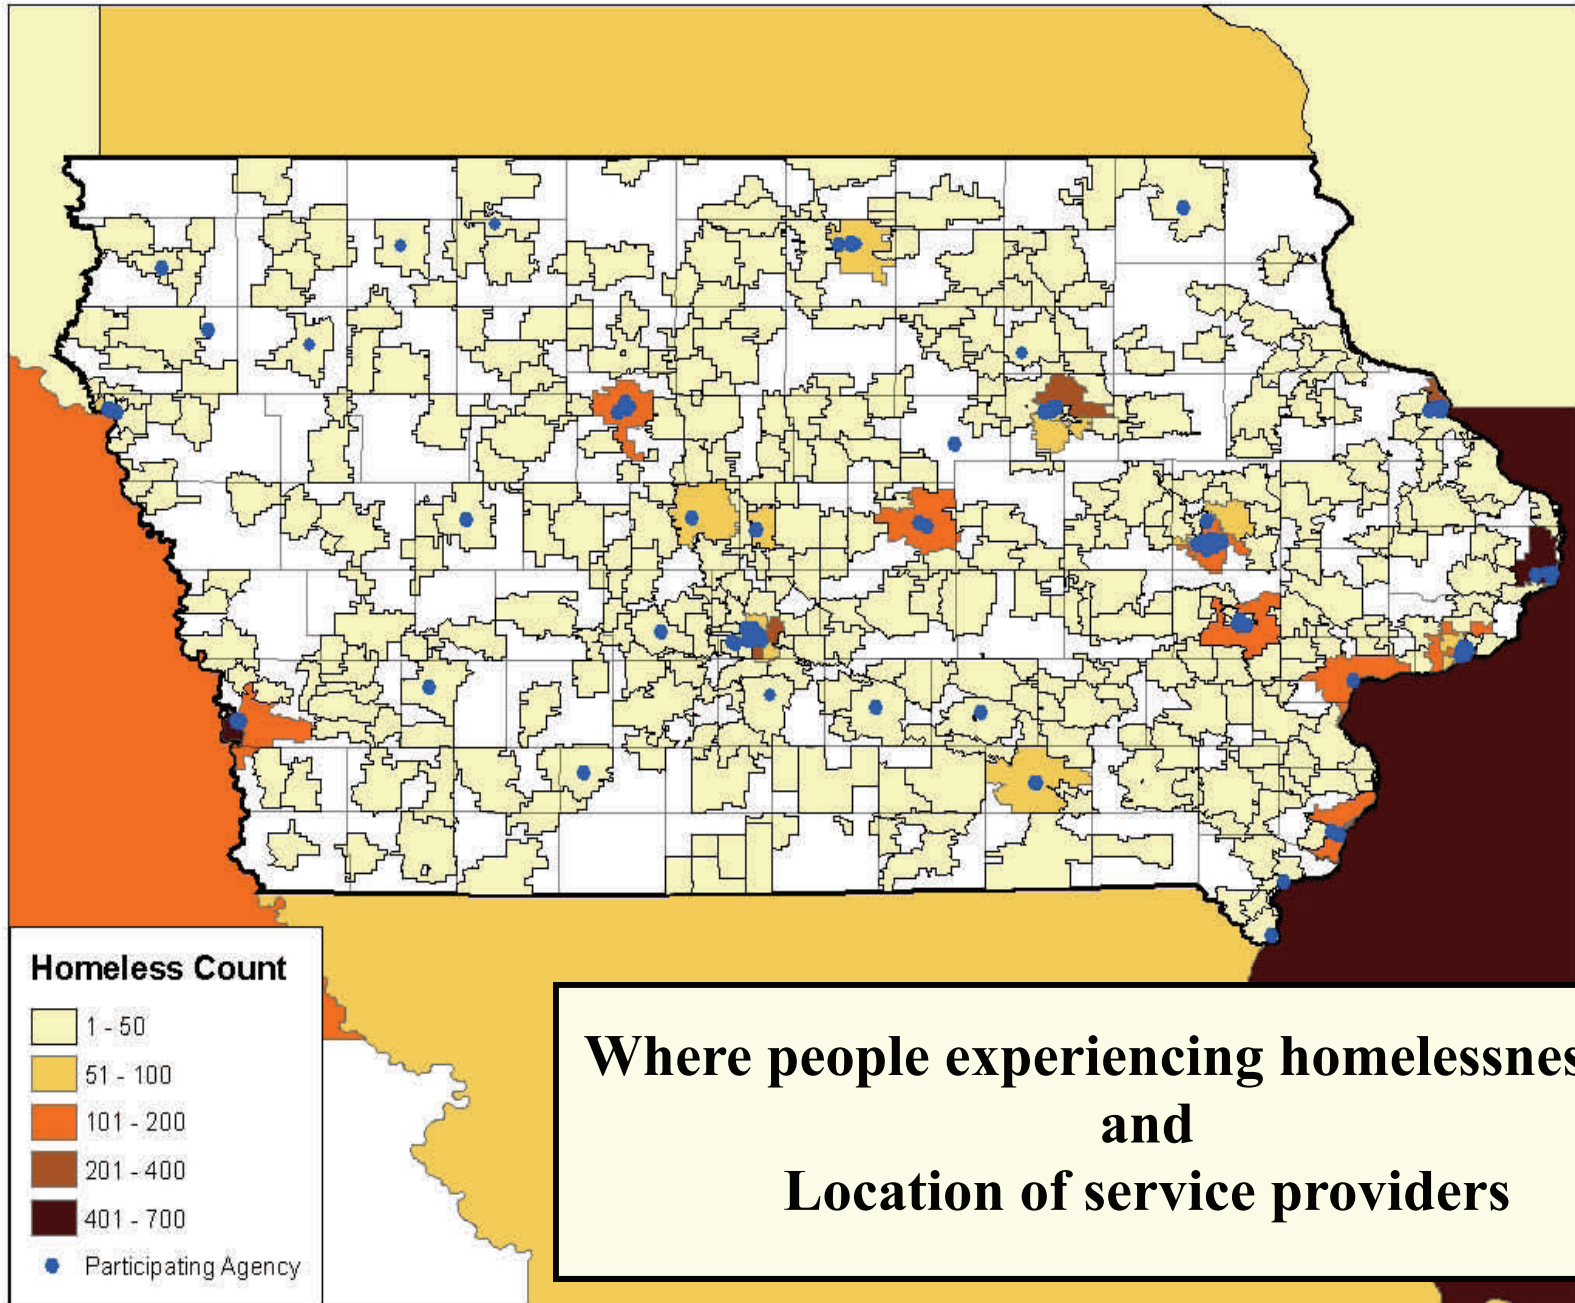 Homeless Count
1 - 50
51 - 100
101 - 200
201 - 400
401 - 700
Participating Agency
Where people experiencing homelessnes
and
Location of service providers